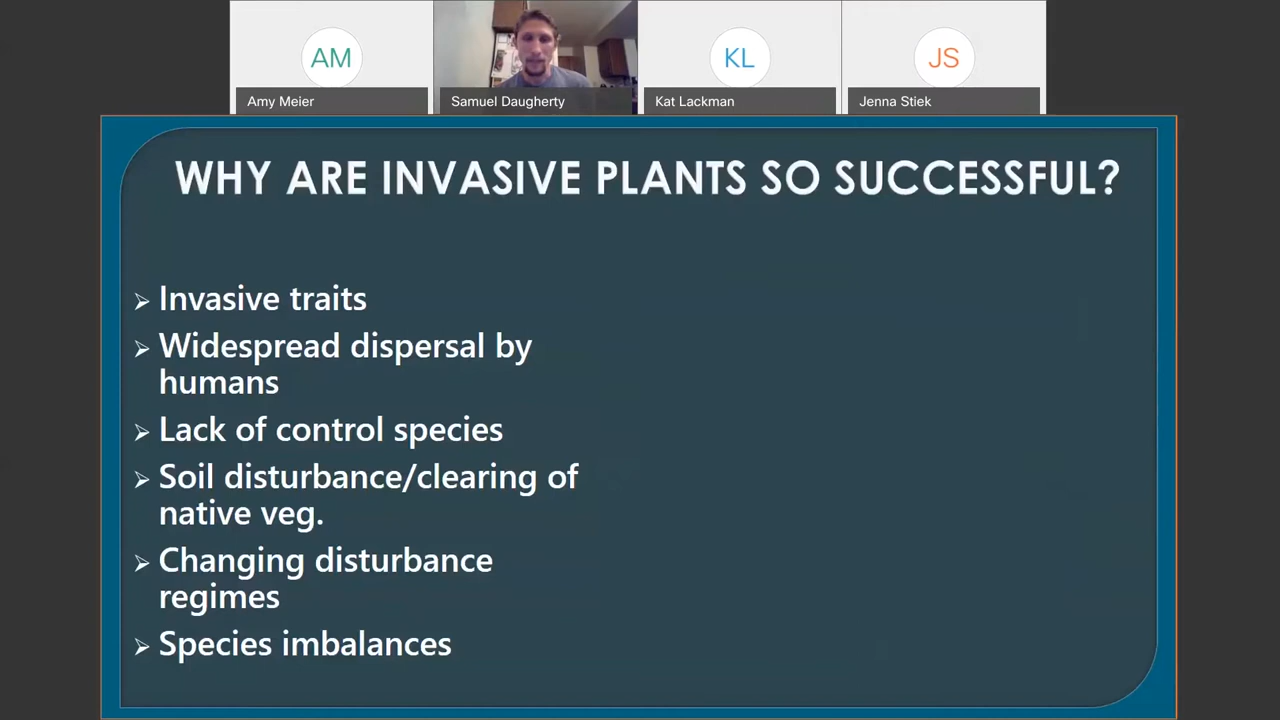 AM
KL
JS
Amy Meier
Samuel Daugherty
Kat Lackman
Jenna Stiek
WHY ARE INVASIVE PLANTS SO SUCCESSFUL?
➢ Invasive traits
➢ Widespread dispersal by
humans
➢ Lack of control species
➢ Soil disturbance/clearing of
native veg.
➢ Changing disturbance
regimes
➢ Species imbalances